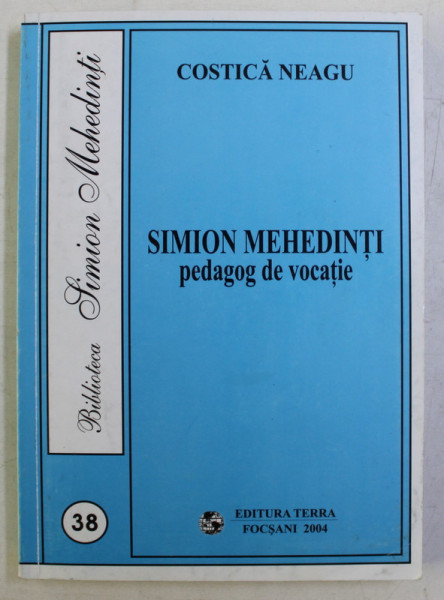 COSTICĂ NEAGU
Biblioteca Simion Mehedinți
SIMION MEHEDINȚI
pedagog de vocație
38
EDITURA TERRA
FOCȘANI 2004